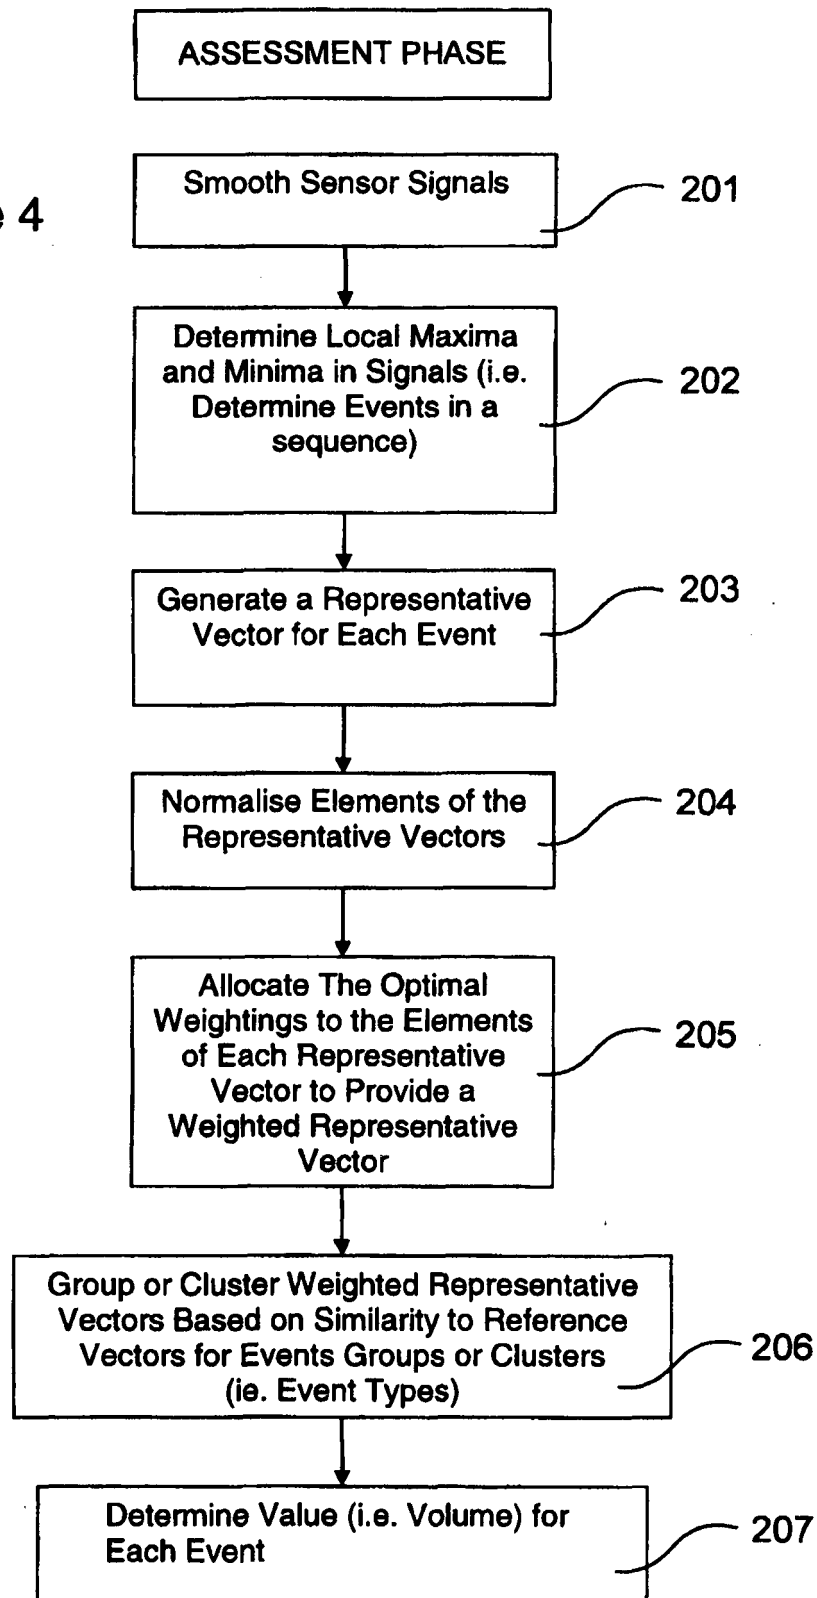 ASSESSMENT PHASE
e 4
Smooth Sensor Signals
201
Determine Local Maxima
and Minima in Signals (i.e.
Determine Events in a
sequence)
202
Generate a Representative
Vector for Each Event
203
Normalise Elements of the
Representative Vectors
204
Allocate The Optimal
Weightings to the Elements
of Each Representative
Vector to Provide a
Weighted Representative
Vector
205
Group or Cluster Weighted Representative
Vectors Based on Similarity to Reference
Vectors for Events Groups or Clusters
(ie. Event Types)
206
Determine Value (i.e. Volume) for
Each Event
207